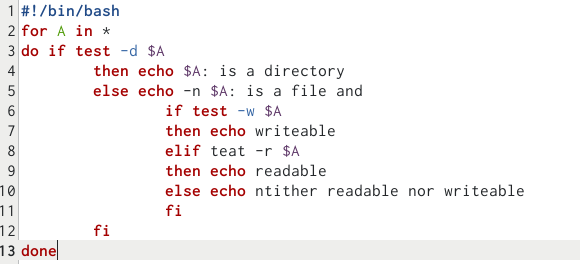 1 #!/bin/bash
2 for A in *
3 do if test -d $A
4 then echo $A: is a directory
5 else echo -n $A: is a file and
6 if test -w $A
7 then echo writeable
8 elif teat -r $A
9 then echo readable
10 else echo ntither readable nor writeable
11 fi
12 fi
13 done